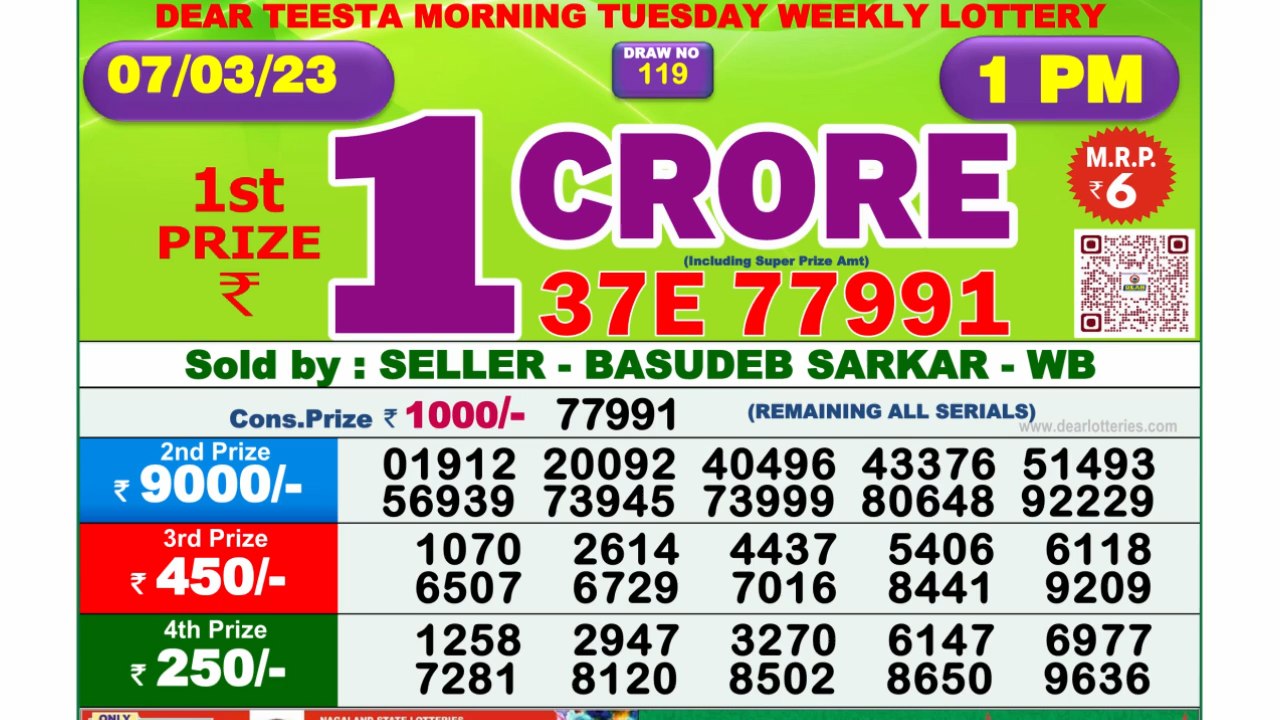 DEAR TEESTA MORNING TUESDAY WEEKLY LOTTERY
07/03/23
DRAW NO
119
1 PM
1st
PRIZE
₹
1 CRORE
M.R.P.
₹6
(Including Super Prize Amt)
37E 77991
Sold by : SELLER - BASUDEB SARKAR - WB
Cons.Prize ₹ 1000/- 77991 (REMAINING ALL SERIALS)
www.dearlotteries.com
2nd Prize
₹ 9000/-
01912 20092 40496 43376 51493
56939 73945 73999 80648 92229
3rd Prize
₹ 450/-
1070 2614 4437 5406 6118
6507 6729 7016 8441 9209
4th Prize
₹ 250/-
1258 2947 3270 6147 6977
7281 8120 8502 8650 9636
ONLY
NAGALAND STATE LOTTERIES